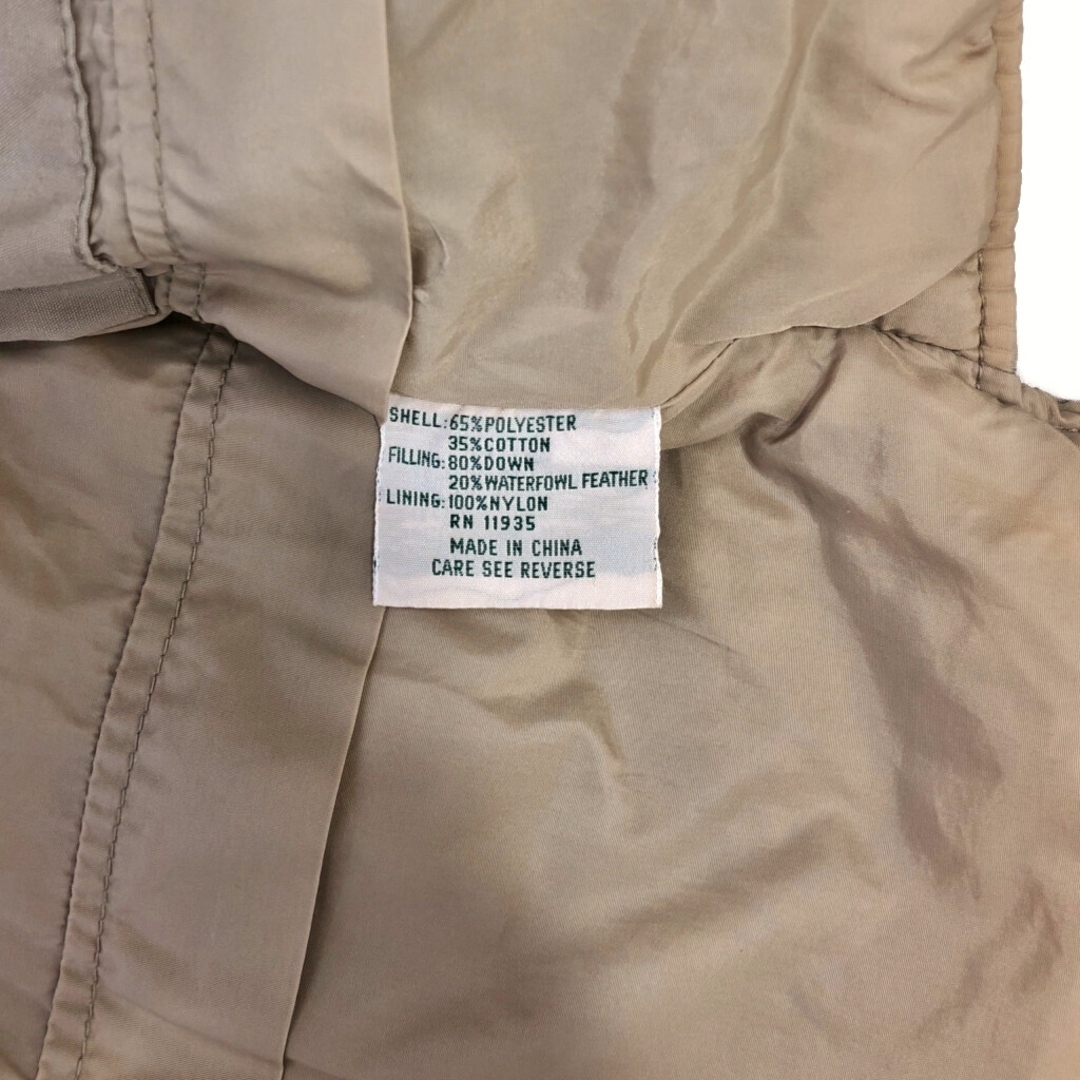 SHELL:65%POLYESTER
35%COTTON
FILLING:80%DOWN
20%WATERFOWL FEATHER
LINING:100%NYLON
RN 11935
MADE IN CHINA
CARE SEE REVERSE